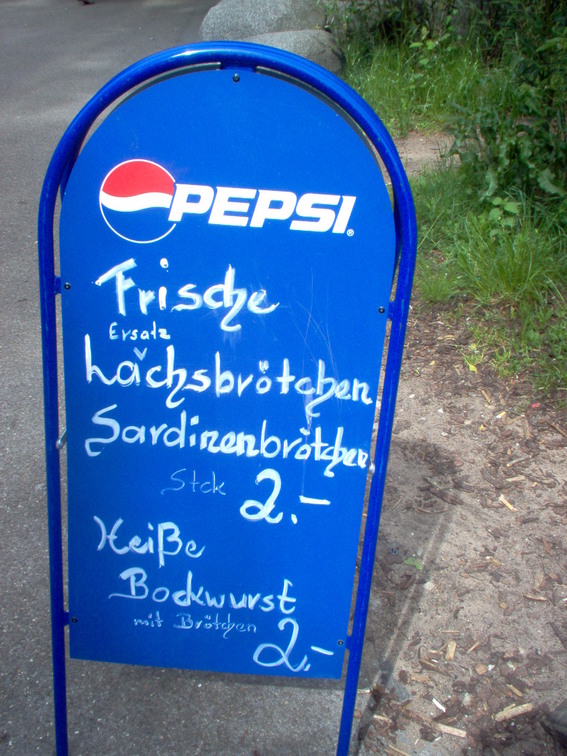 PEPSI®
Frische
Ersatz
Lachsbrötchen
Sardinenbrötchen
Stck 2.-
Heiße
Bockwurst
mit Brötchen
2.-